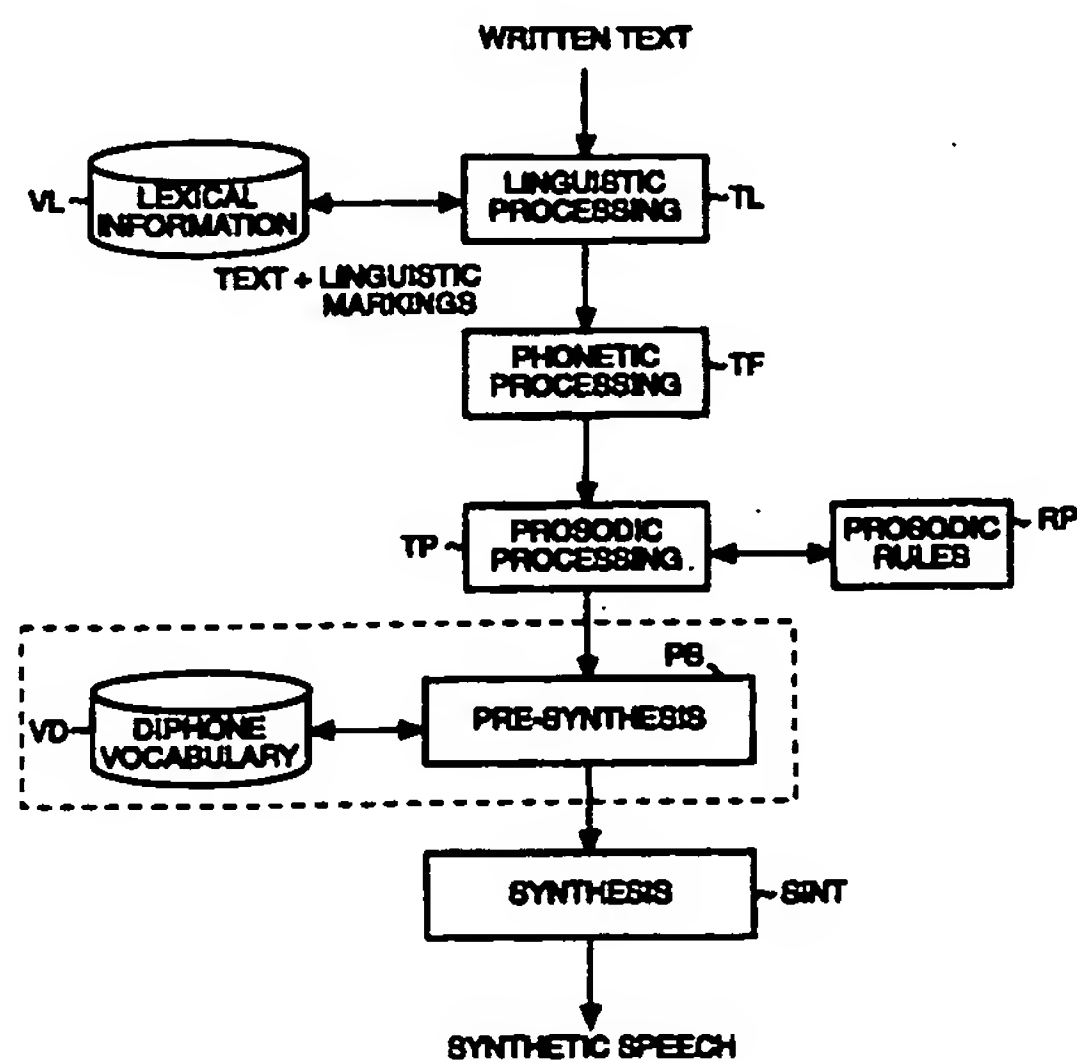 WRITTEN TEXT
VL
LEXICAL
INFORMATION
LINGUISTIC
PROCESSING
TL
TEXT + LINGUISTIC
MARKINGS
PHONETIC
PROCESSING
TF
TP
PROSODIC
PROCESSING
PROSODIC
RULES
RP
PS
VD
DIPHONE
VOCABULARY
PRE-SYNTHESIS
SYNTHESIS
SINT
SYNTHETIC SPEECH